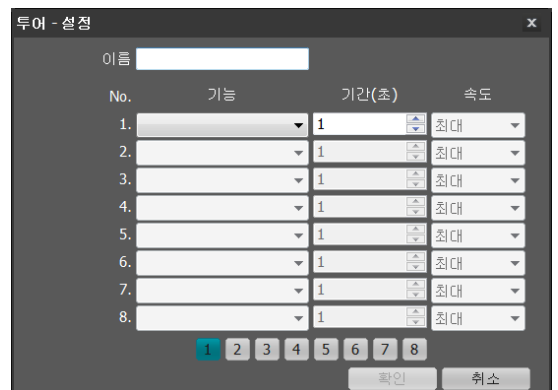 투어 - 설정 x
이름
No. 기능 기간(초) 속도
1. 1 최대
2. 1 최대
3. 1 최대
4. 1 최대
5. 1 최대
6. 1 최대
7. 1 최대
8. 1 최대
1 2 3 4 5 6 7 8
확인 취소